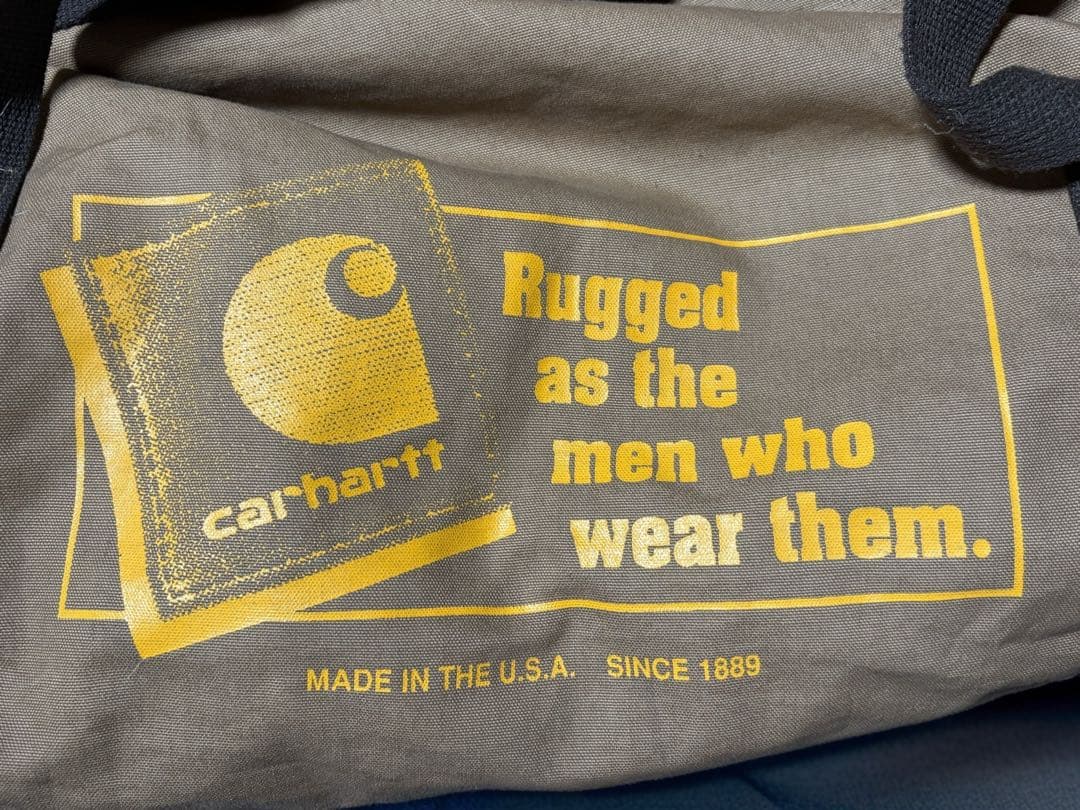 carhartt
Rugged
as the
men who
wear them.
MADE IN THE U.S.A. SINCE 1889